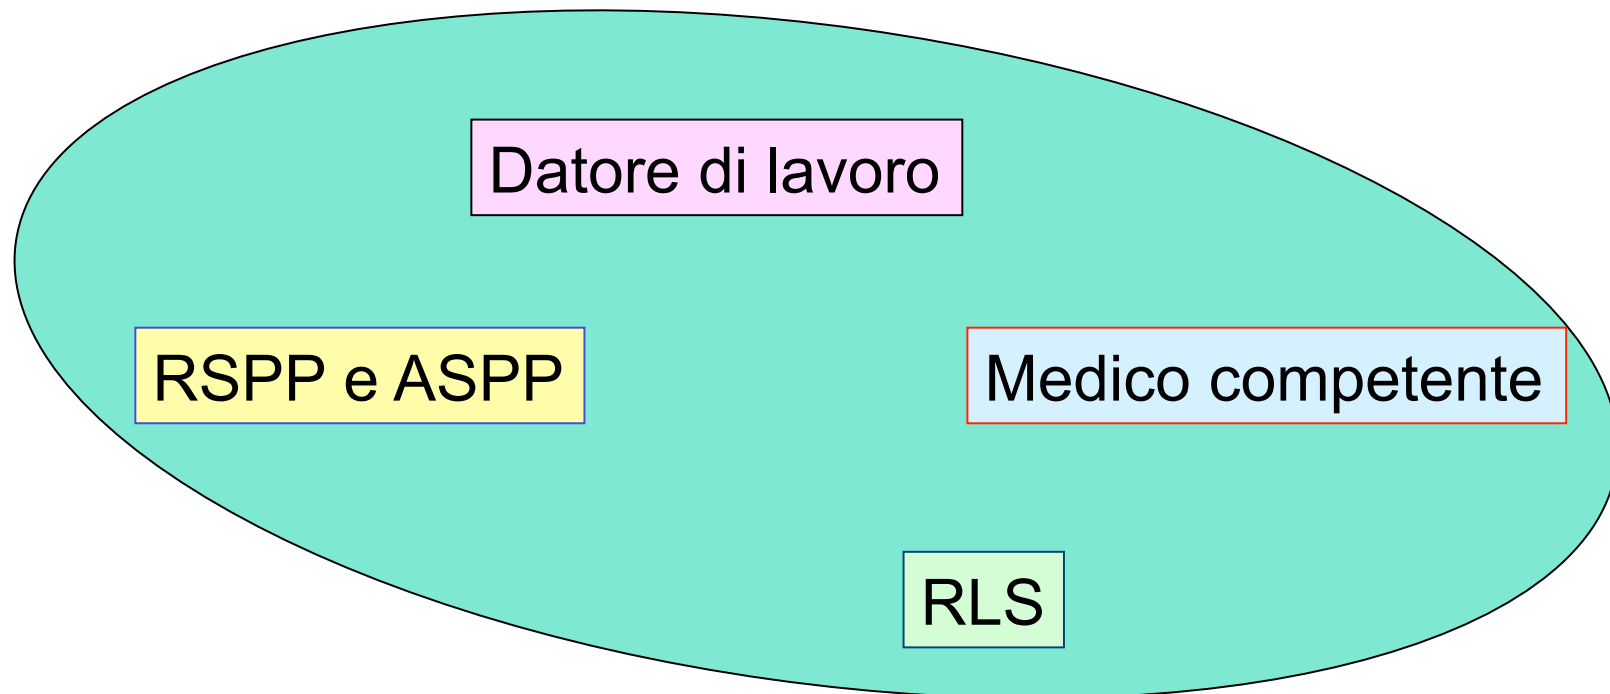 Datore di lavoro
RSPP e ASPP
Medico competente
RLS